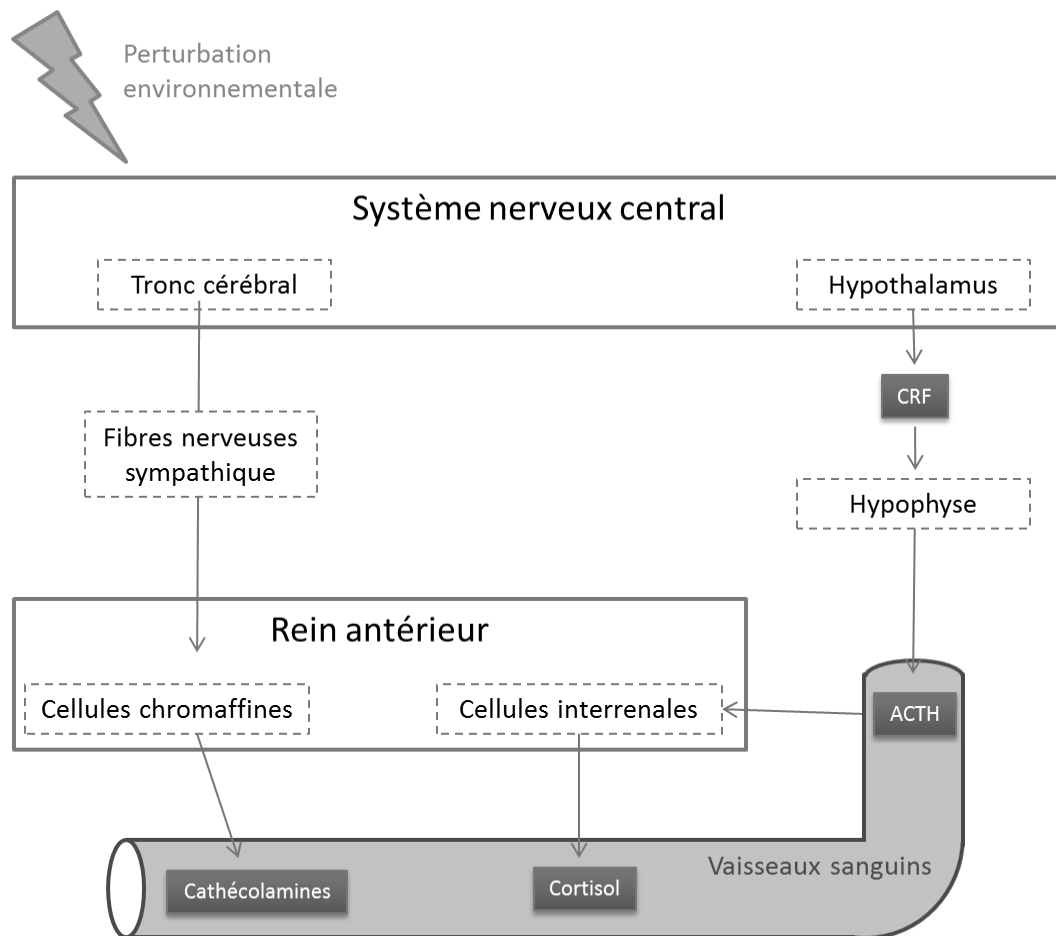 Perturbation
environnementale
Système nerveux central
Tronc cérébral
Hypothalamus
CRF
Fibres nerveuses
sympathique
Hypophyse
Rein antérieur
Cellules chromaffines
Cellules interrenales
ACTH
Vaisseaux sanguins
Cathécolamines
Cortisol